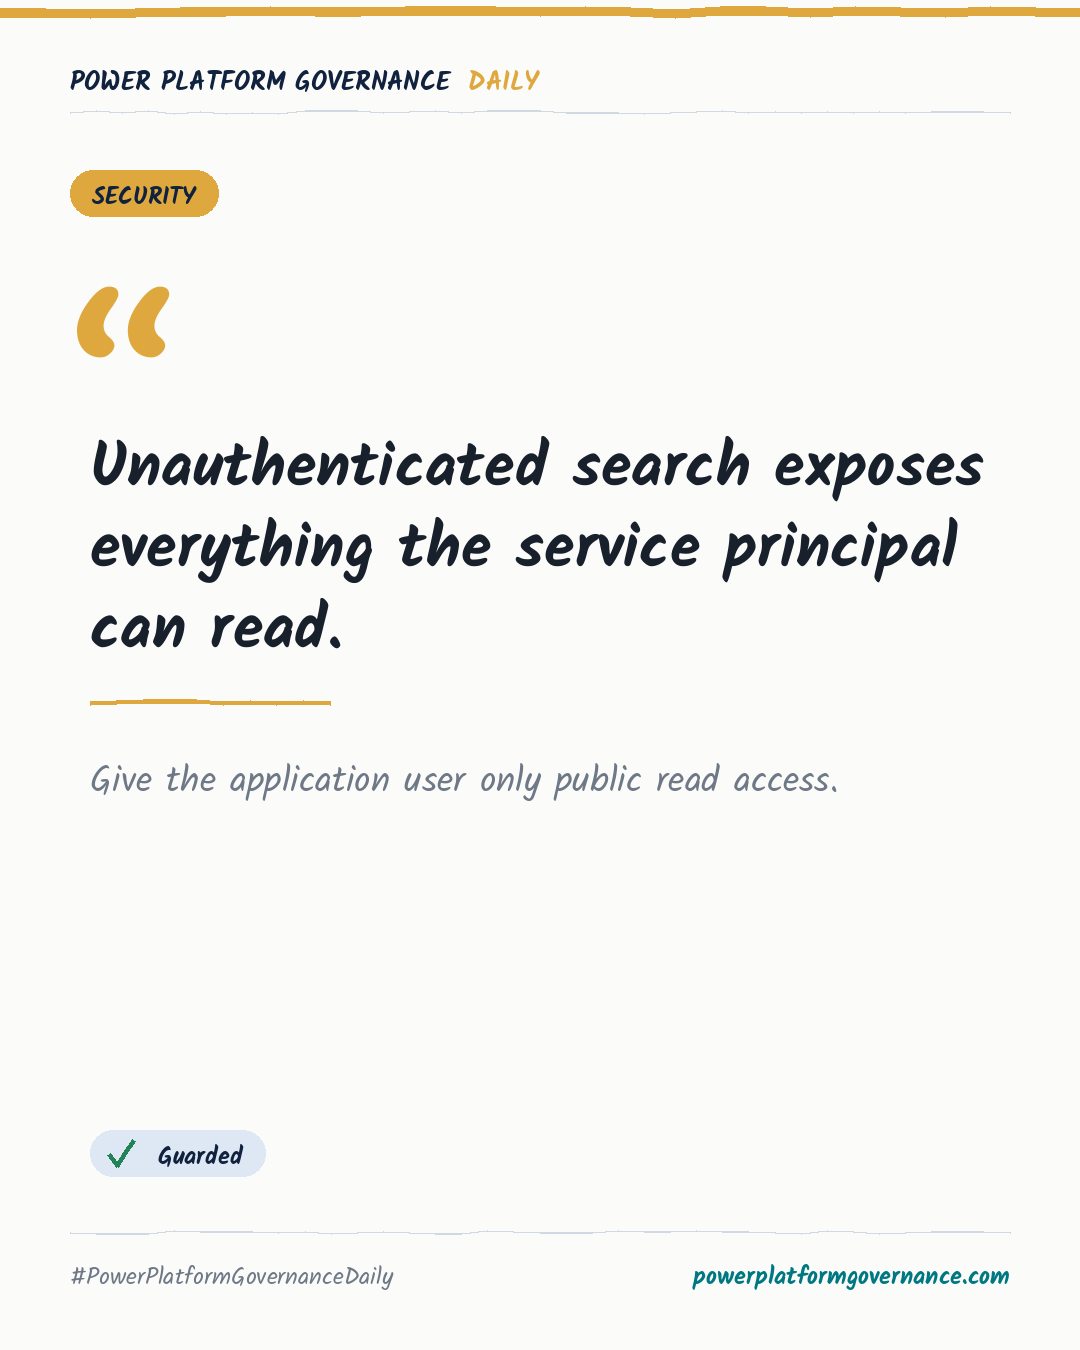 POWER PLATFORM GOVERNANCE DAILY
SECURITY
“
Unauthenticated search exposes
everything the service principal
can read.
Give the application user only public read access.
✓ Guarded
#PowerPlatformGovernanceDaily
powerplatformgovernance.com